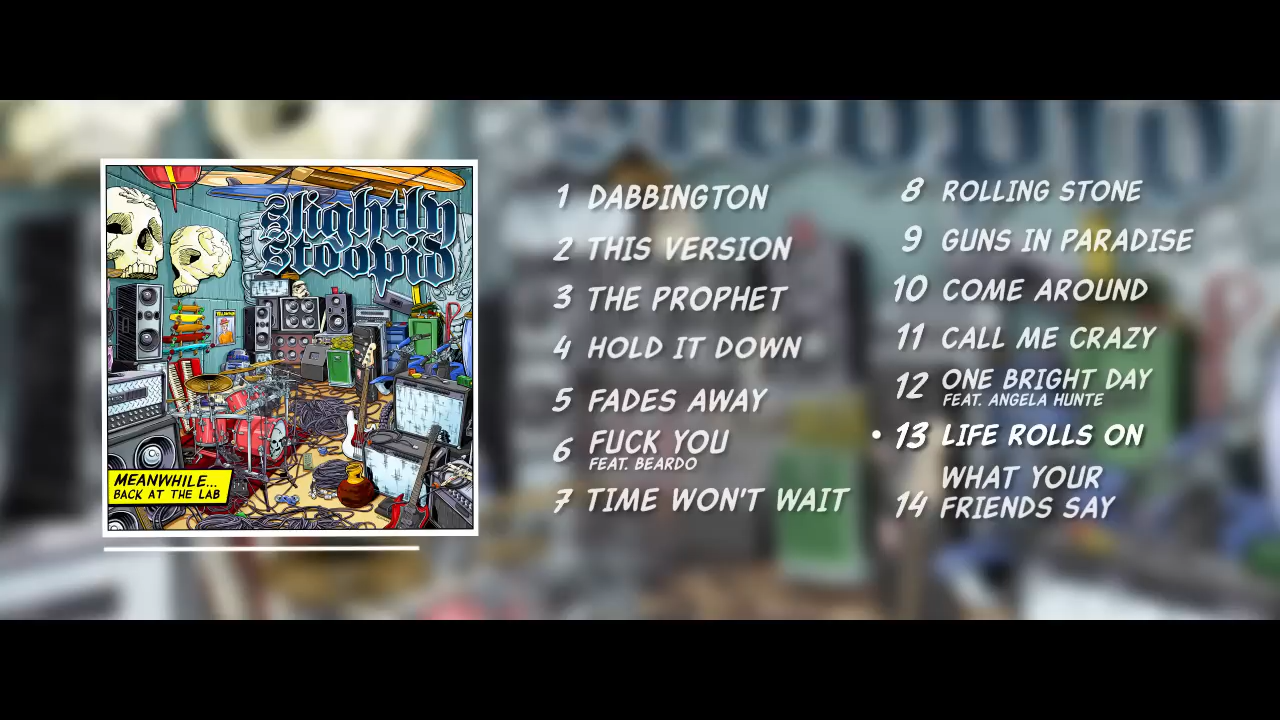 slightly
stoopid
MEANWHILE...
BACK AT THE LAB
1 DABBINGTON
2 THIS VERSION
3 THE PROPHET
4 HOLD IT DOWN
5 FADES AWAY
6 FUCK YOU
FEAT. BEARDO
7 TIME WON'T WAIT
8 ROLLING STONE
9 GUNS IN PARADISE
10 COME AROUND
11 CALL ME CRAZY
12 ONE BRIGHT DAY
FEAT. ANGELA HUNTE
• 13 LIFE ROLLS ON
WHAT YOUR
14 FRIENDS SAY